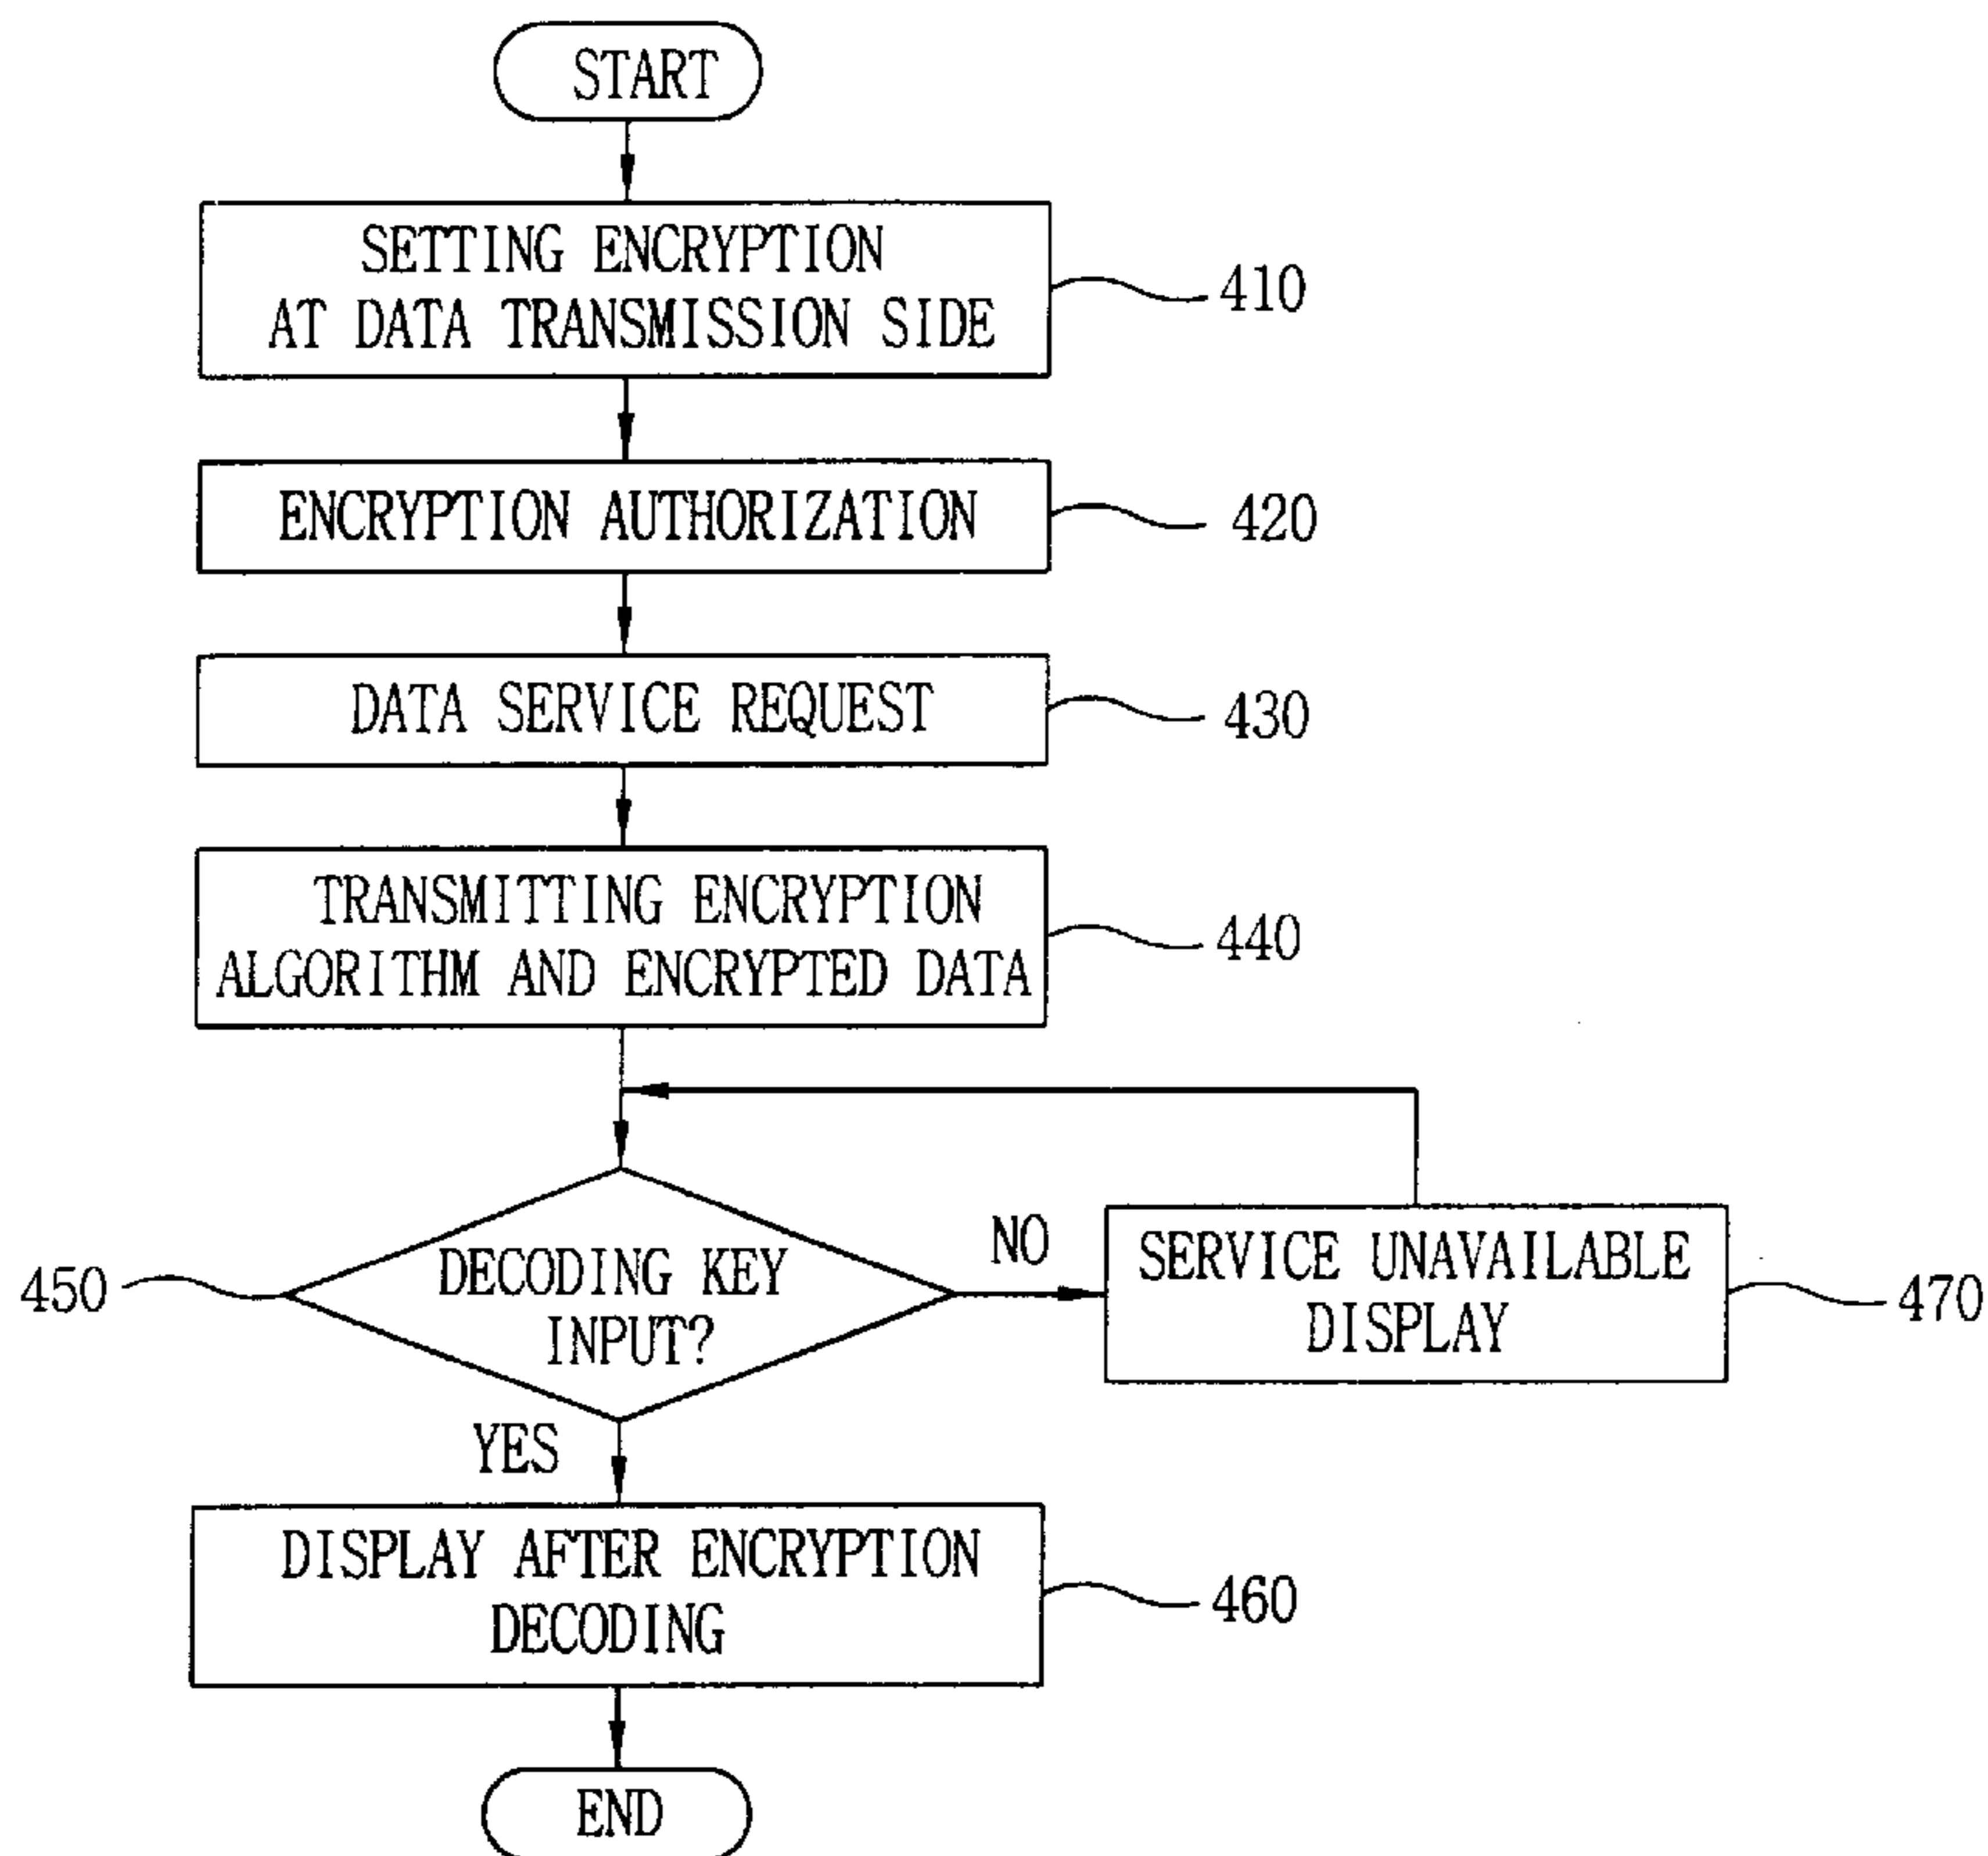 START
SETTING ENCRYPTION
AT DATA TRANSMISSION SIDE
410
ENCRYPTION AUTHORIZATION
420
DATA SERVICE REQUEST
430
TRANSMITTING ENCRYPTION
ALGORITHM AND ENCRYPTED DATA
440
450
DECODING KEY
INPUT?
NO
SERVICE UNAVAILABLE
DISPLAY
470
YES
DISPLAY AFTER ENCRYPTION
DECODING
460
END